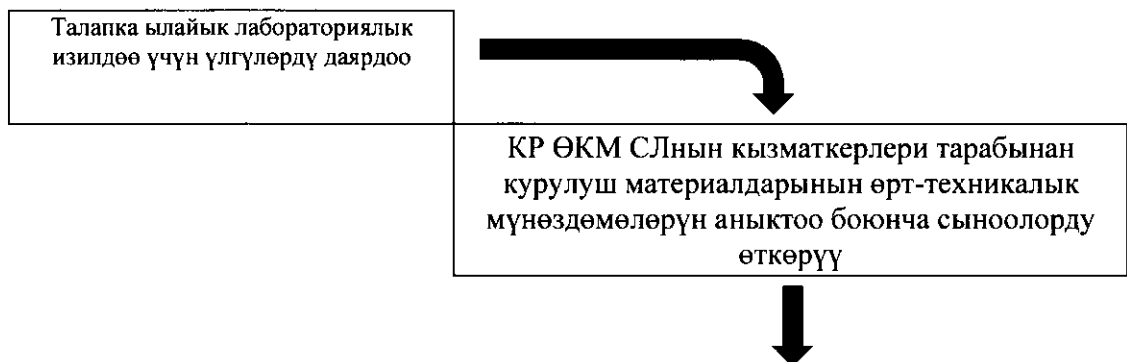 Талапка ылайык лабораториялык
изилдөө үчүн үлгүлөрдү даярдоо
КР ӨКМ СЛнын кызматкерлери тарабынан
курулуш материалдарынын өрт-техникалык
мүнөздөмөлөрүн аныктоо боюнча сыноолорду
өткөрүү